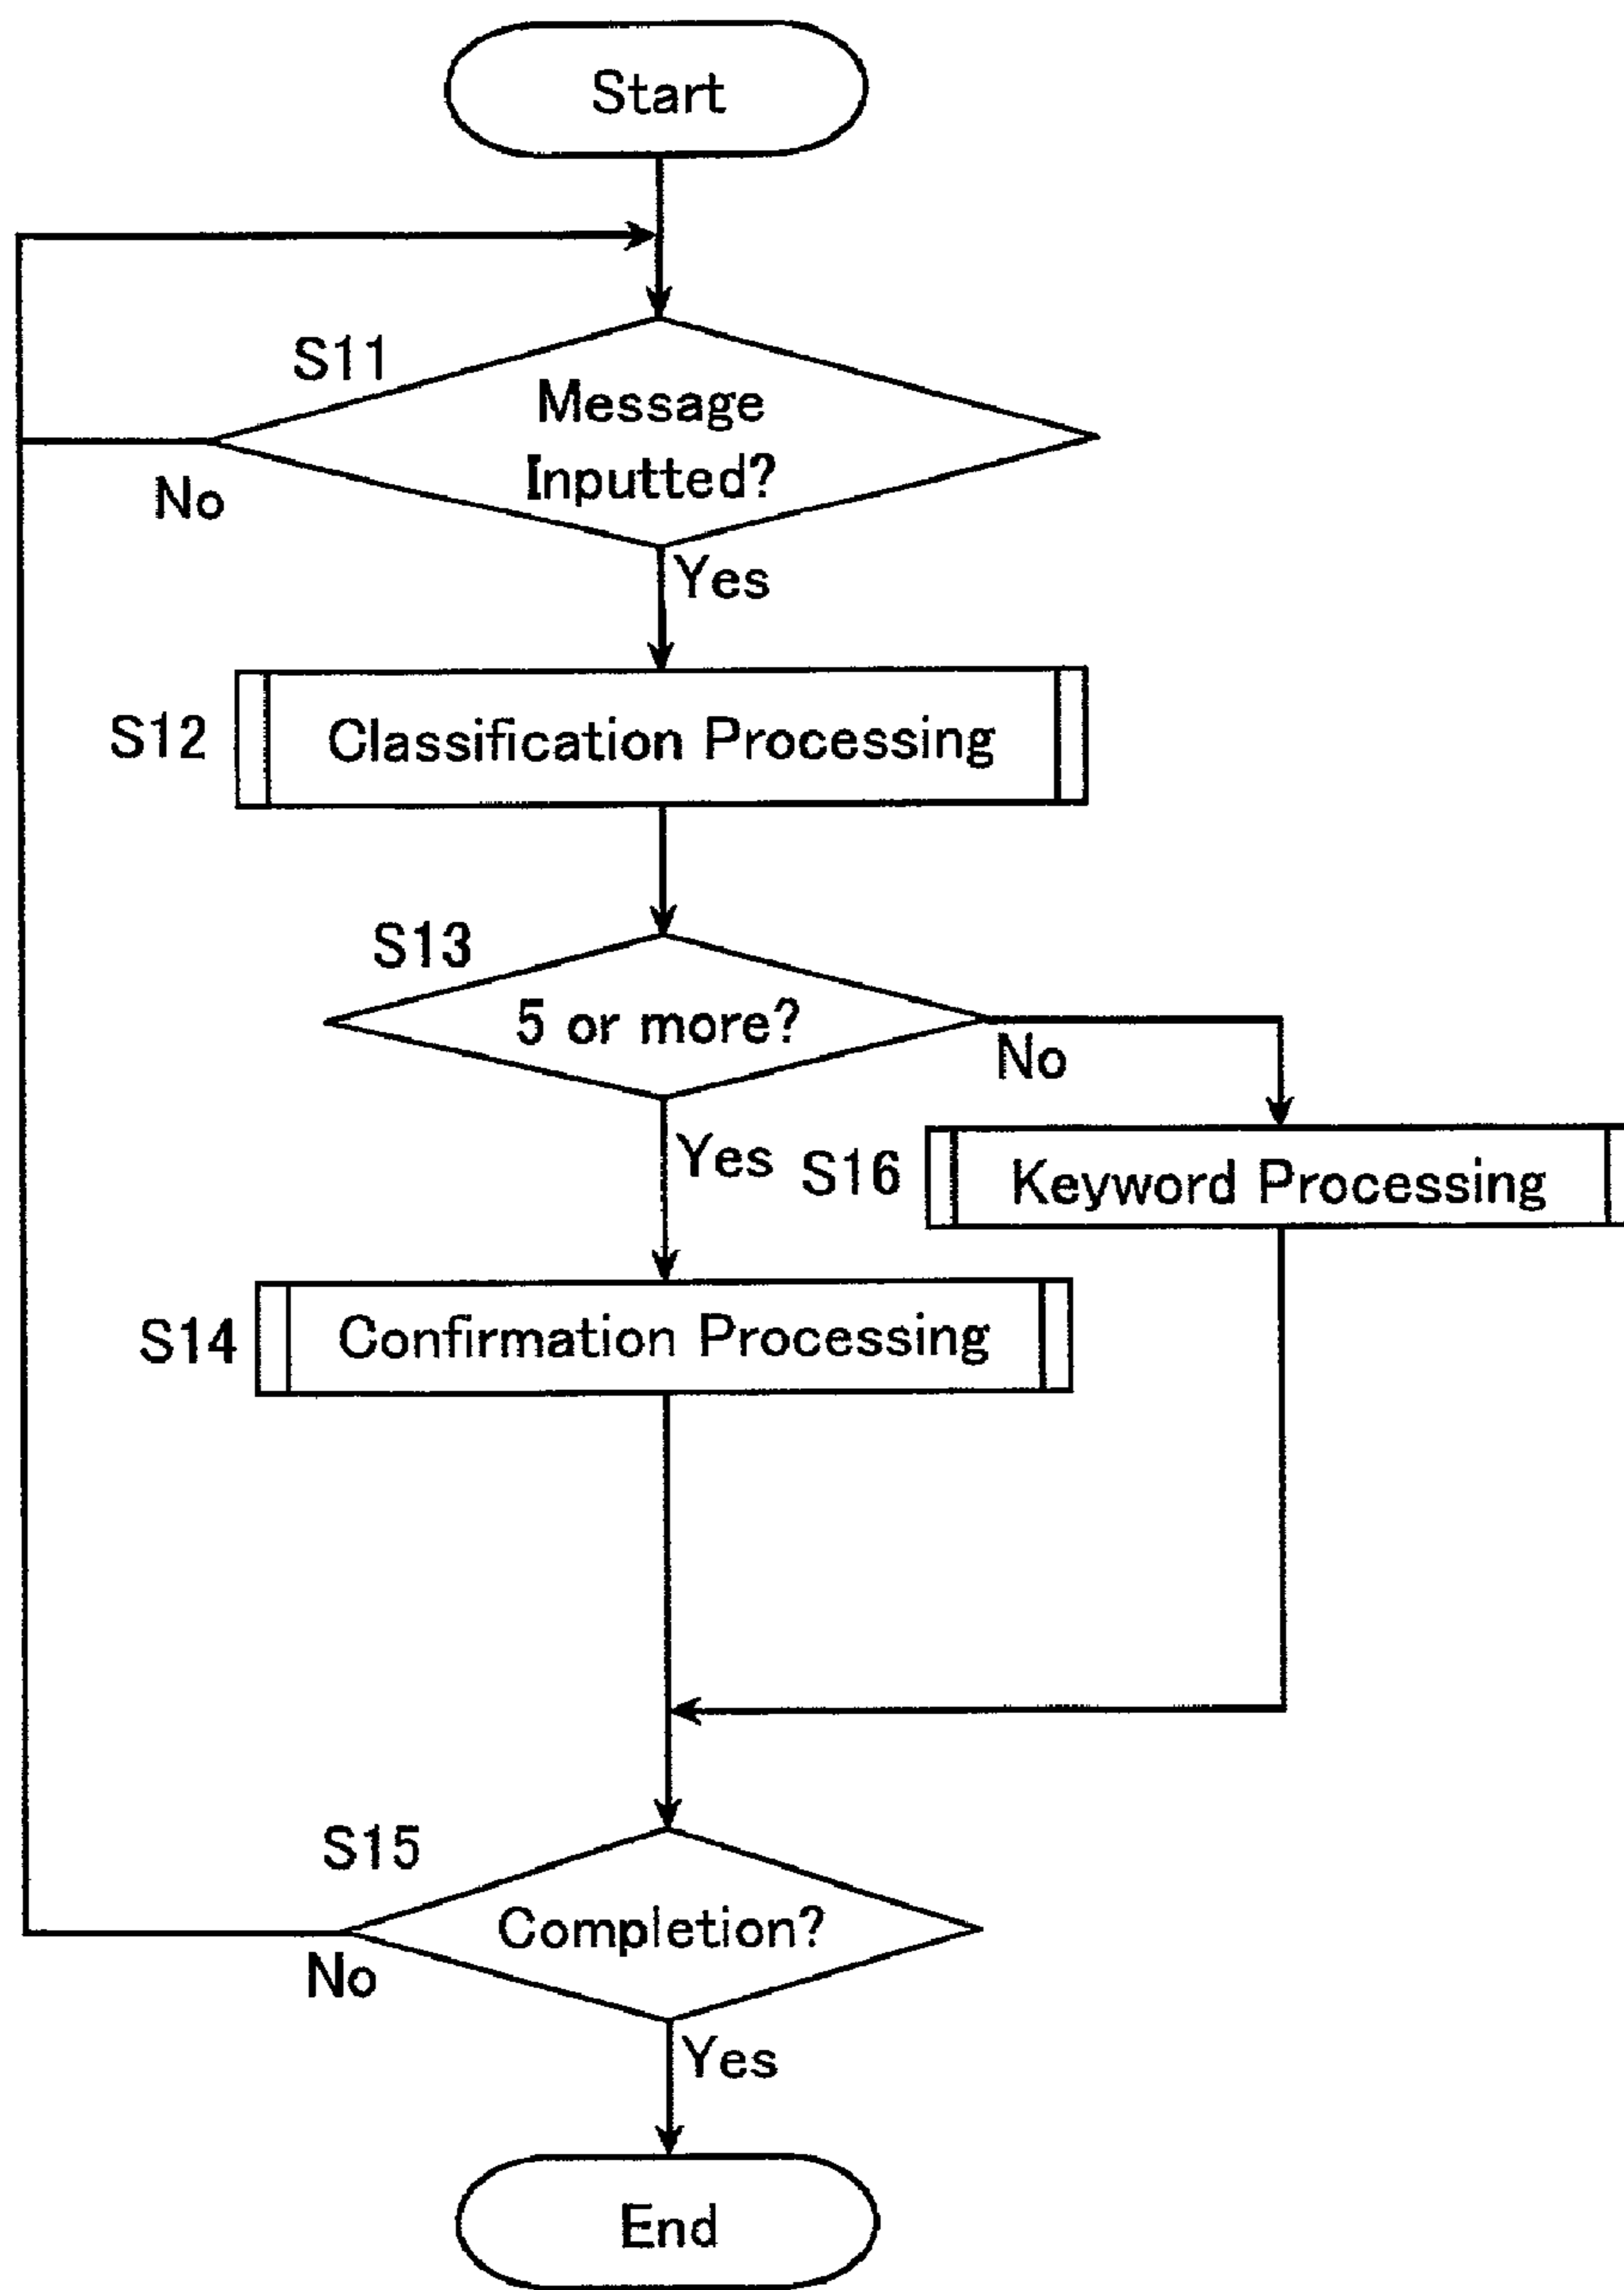 Start
S11
Message
Inputted?
No
Yes
S12
Classification Processing
S13
5 or more?
No
Yes
S16
Keyword Processing
S14
Confirmation Processing
S15
Completion?
No
Yes
End